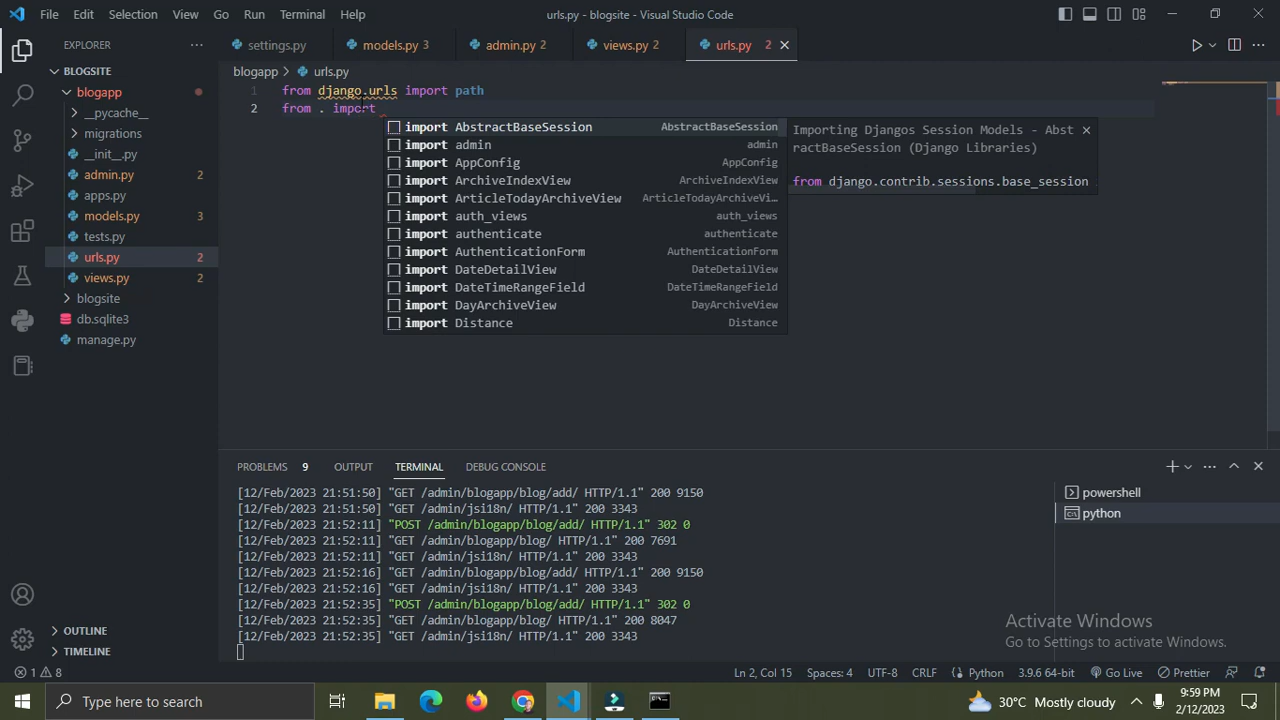 File Edit Selection View Go Run Terminal Help urls.py - blogsite - Visual Studio Code
EXPLORER
settings.py models.py 3 admin.py 2 views.py 2 urls.py 2
BLOGSITE
blogapp
__pycache__
migrations
__init__.py
admin.py 2
apps.py
models.py 3
tests.py
urls.py 2
views.py 2
blogsite
db.sqlite3
manage.py
OUTLINE
TIMELINE
blogapp > urls.py
1 from django.urls import path
2 from . import
import AbstractBaseSession AbstractBaseSession
import admin admin
import AppConfig AppConfig
import ArchiveIndexView ArchiveIndexView
import ArticleTodayArchiveView ArticleTodayArchiveVi…
import auth_views auth_views
import authenticate authenticate
import AuthenticationForm AuthenticationForm
import DateDetailView DateDetailView
import DateTimeRangeField DateTimeRangeField
import DayArchiveView DayArchiveView
import Distance Distance
Importing Djangos Session Models - Abst
ractBaseSession (Django Libraries)
from django.contrib.sessions.base_session
PROBLEMS 9 OUTPUT TERMINAL DEBUG CONSOLE
[12/Feb/2023 21:51:50] "GET /admin/blogapp/blog/add/ HTTP/1.1" 200 9150
[12/Feb/2023 21:51:50] "GET /admin/jsi18n/ HTTP/1.1" 200 3343
[12/Feb/2023 21:52:11] "POST /admin/blogapp/blog/add/ HTTP/1.1" 302 0
[12/Feb/2023 21:52:11] "GET /admin/blogapp/blog/ HTTP/1.1" 200 7691
[12/Feb/2023 21:52:11] "GET /admin/jsi18n/ HTTP/1.1" 200 3343
[12/Feb/2023 21:52:16] "GET /admin/blogapp/blog/add/ HTTP/1.1" 200 9150
[12/Feb/2023 21:52:16] "GET /admin/jsi18n/ HTTP/1.1" 200 3343
[12/Feb/2023 21:52:35] "POST /admin/blogapp/blog/add/ HTTP/1.1" 302 0
[12/Feb/2023 21:52:35] "GET /admin/blogapp/blog/ HTTP/1.1" 200 8047
[12/Feb/2023 21:52:35] "GET /admin/jsi18n/ HTTP/1.1" 200 3343
powershell
python
Activate Windows
Go to Settings to activate Windows.
1 8 Ln 2, Col 15 Spaces: 4 UTF-8 CRLF Python 3.9.6 64-bit Go Live Prettier
Type here to search
30°C Mostly cloudy
9:59 PM
2/12/2023